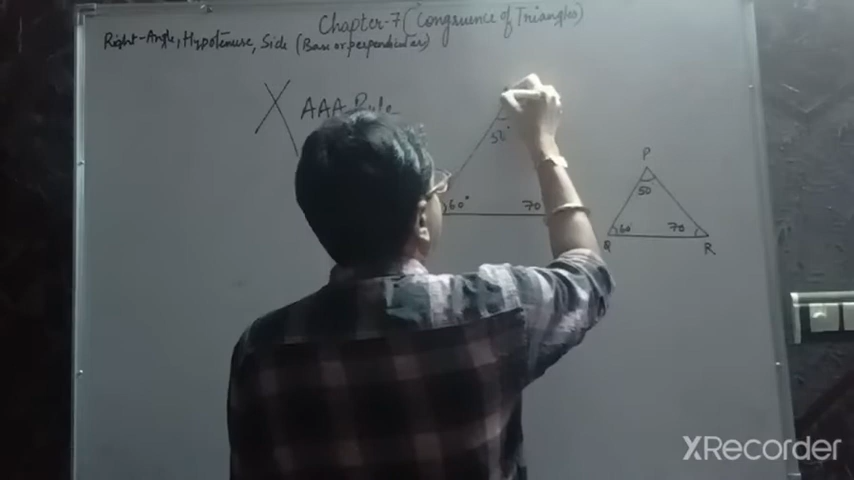 Chapter-7 (Congruence of Triangles)
Right-Angle, Hypotenuse, Side (Base or perpendicular)
X AAA Rule
50°
60° 70
P
50
60 70
Q R
XRecorder